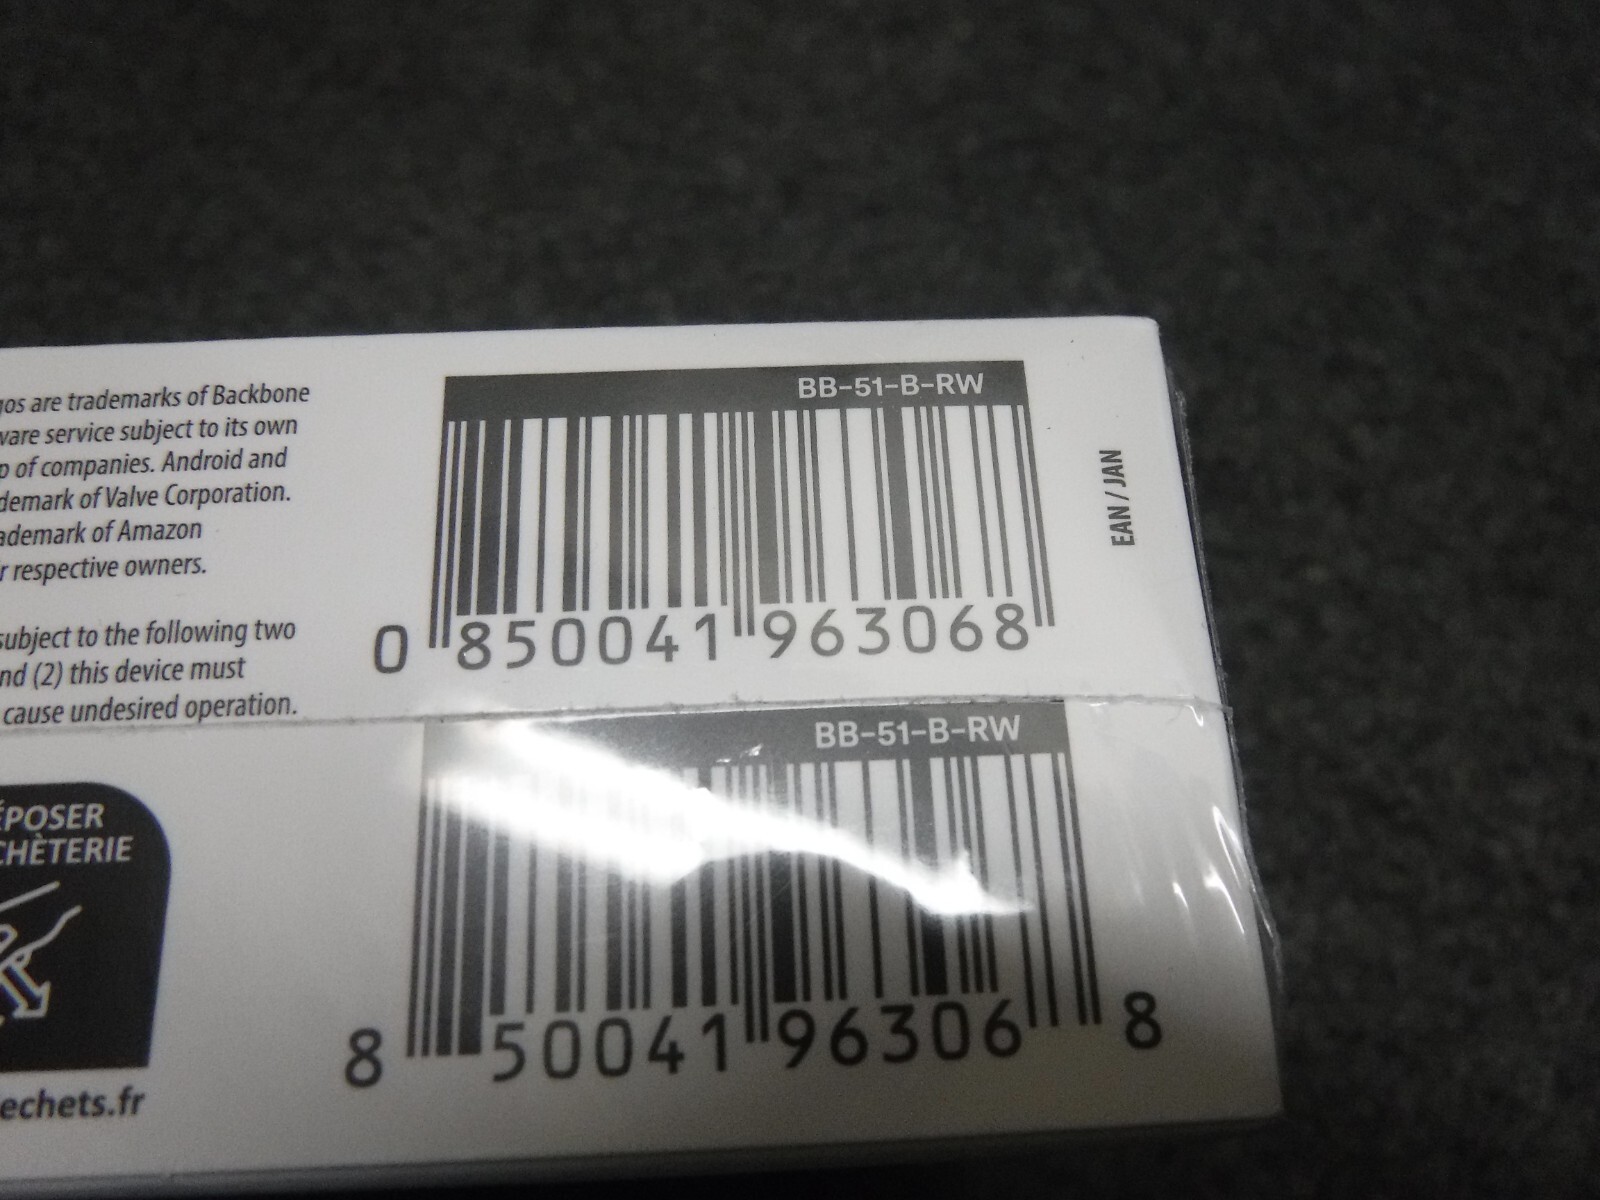 gos are trademarks of Backbone
ware service subject to its own
p of companies. Android and
demark of Valve Corporation.
ademark of Amazon
r respective owners.
subject to the following two
nd (2) this device must
cause undesired operation.
ÉPOSER
CHÈTERIE
echets.fr
BB-51-B-RW
0 850041 963068
EAN / JAN
BB-51-B-RW
8 50041 96306 8